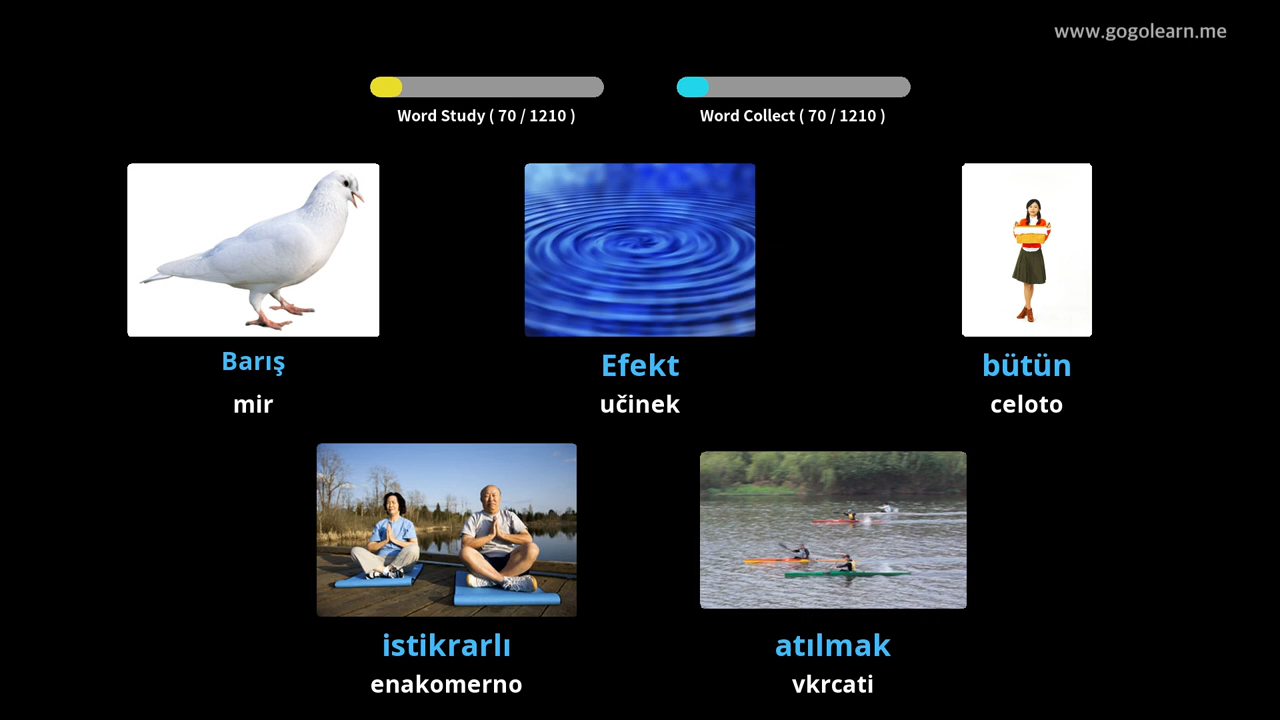 www.gogolearn.me
Word Study ( 70 / 1210 )
Word Collect ( 70 / 1210 )
Barış
mir
Efekt
učinek
bütün
celoto
istikrarlı
enakomerno
atılmak
vkrcati